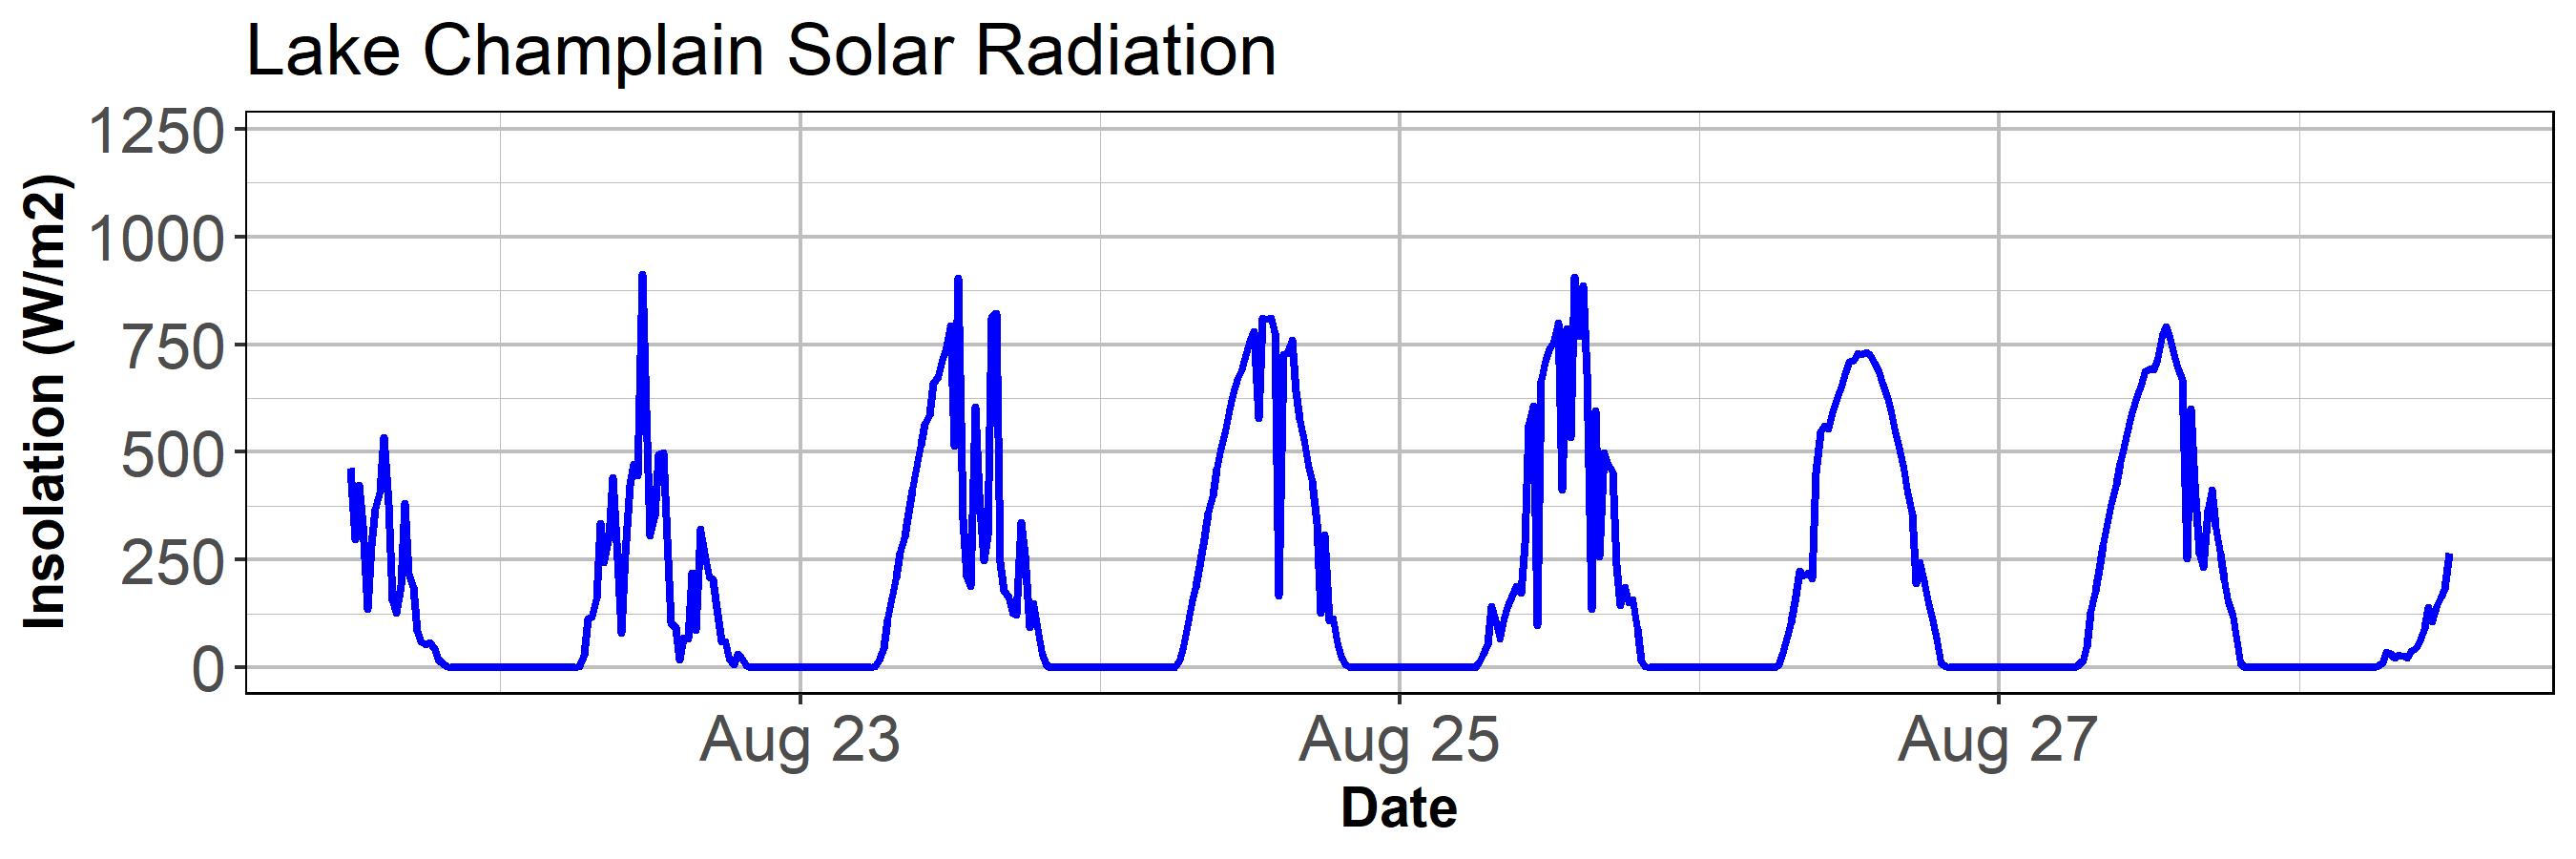 Lake Champlain Solar Radiation
1250
1000
750
500
250
0
Insolation (W/m2)
Aug 23 Aug 25 Aug 27
Date